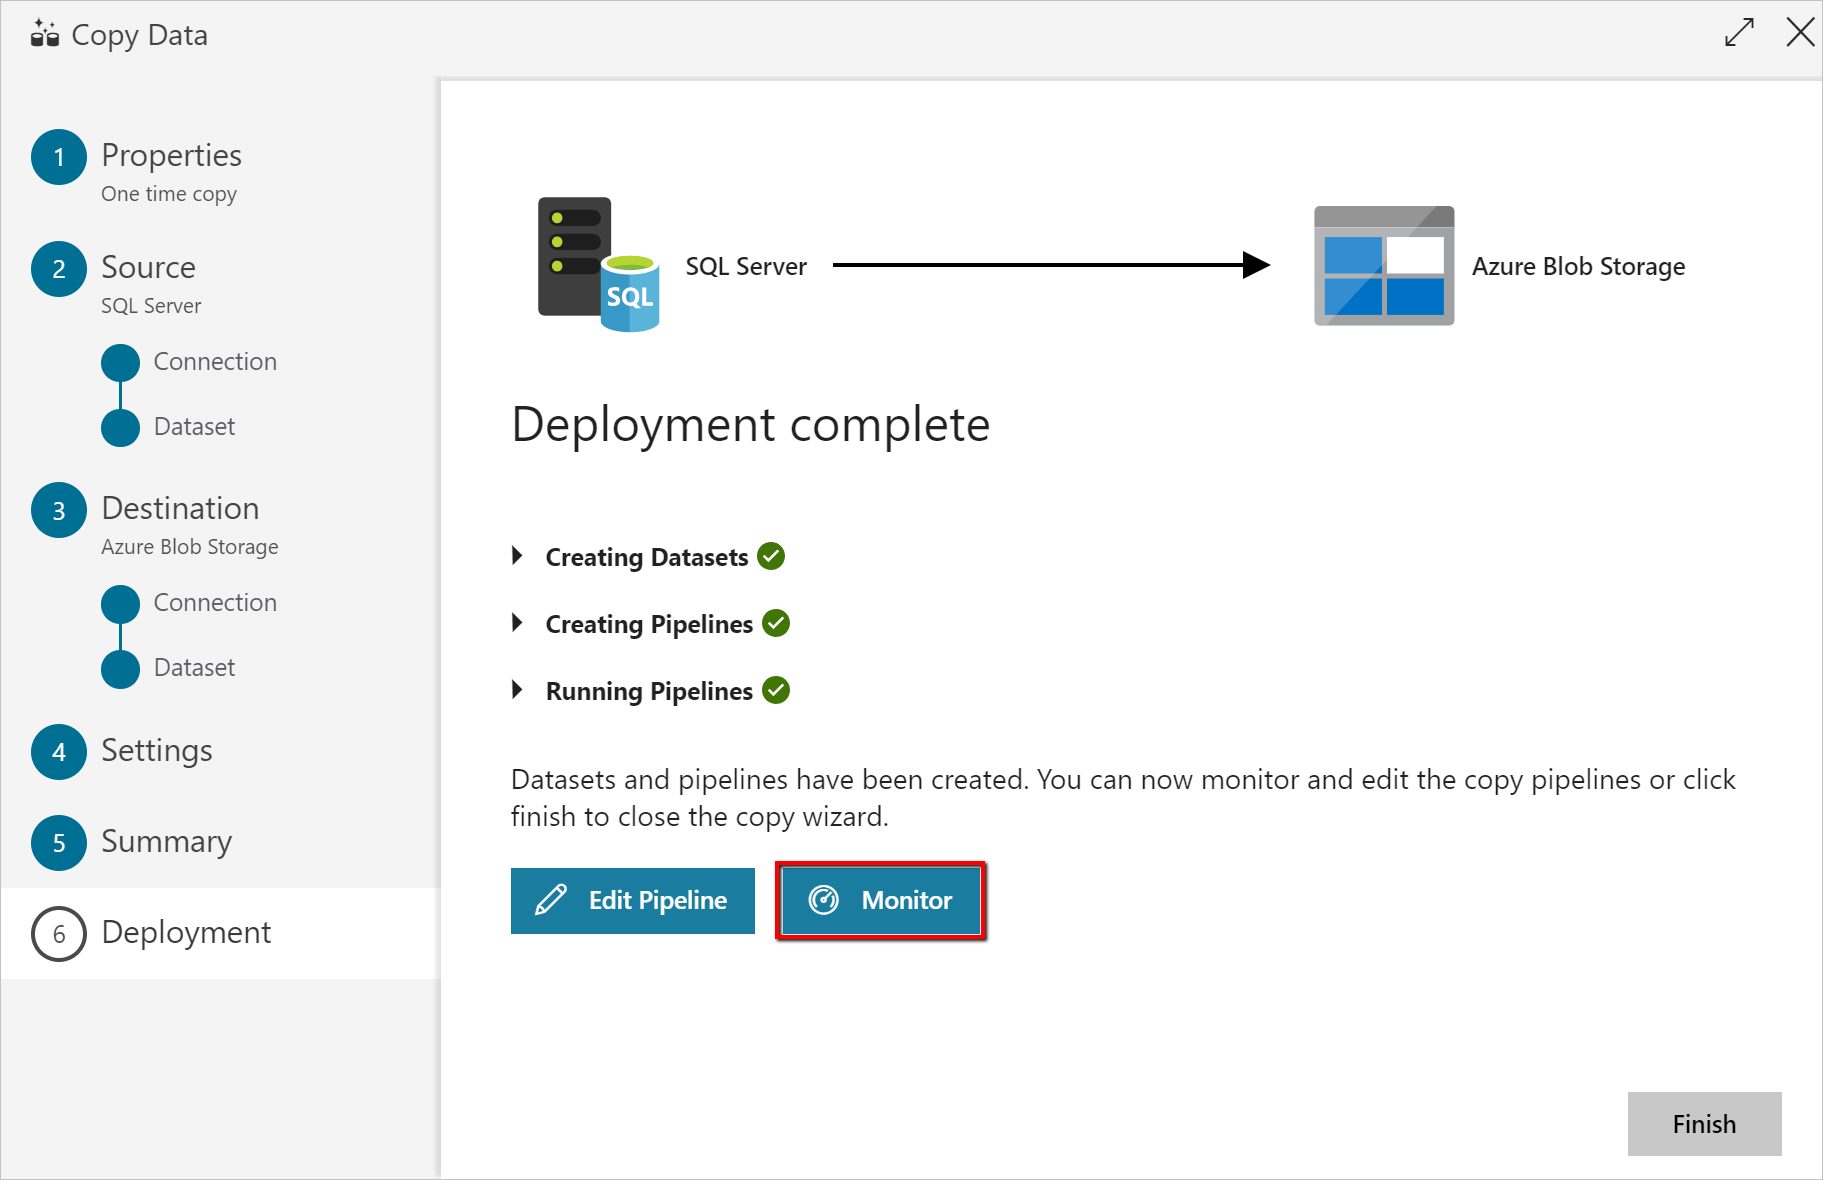 Copy Data
1
Properties
One time copy
2
Source
SQL Server
Connection
Dataset
3
Destination
Azure Blob Storage
Connection
Dataset
4
Settings
5
Summary
6
Deployment
SQL
SQL Server
Azure Blob Storage
Deployment complete
Creating Datasets
Creating Pipelines
Running Pipelines
Datasets and pipelines have been created. You can now monitor and edit the copy pipelines or click
finish to close the copy wizard.
Edit Pipeline
Monitor
Finish